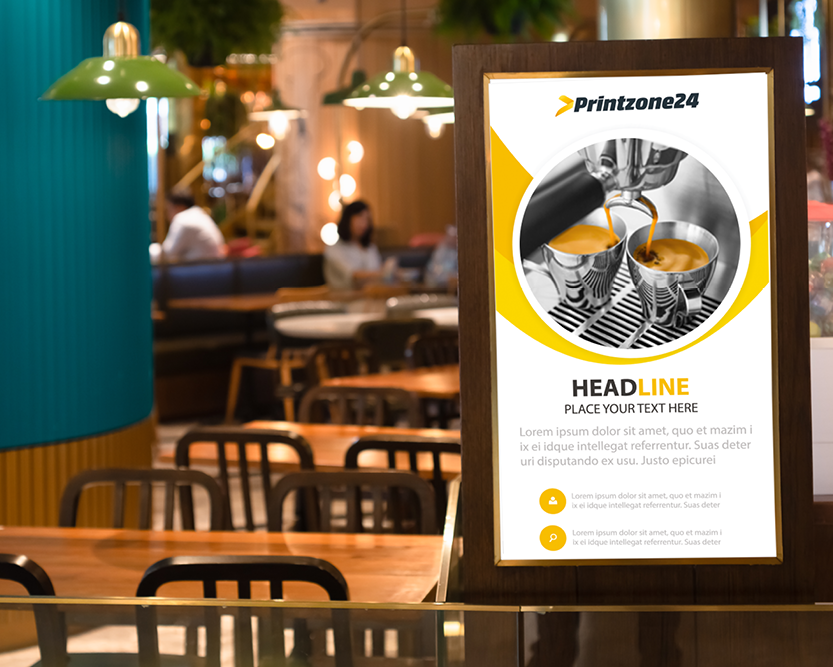 Printzone24
HEADLINE
PLACE YOUR TEXT HERE
Lorem ipsum dolor sit amet, quo et mazim i
ix ei idque intellegat referrentur. Suas deter
uri disputando ex usu. Justo epicurei
Lorem ipsum dolor sit amet, quo et mazim i
ix ei idque intellegat referrentur. Suas deter
Lorem ipsum dolor sit amet, quo et mazim i
ix ei idque intellegat referrentur. Suas deter